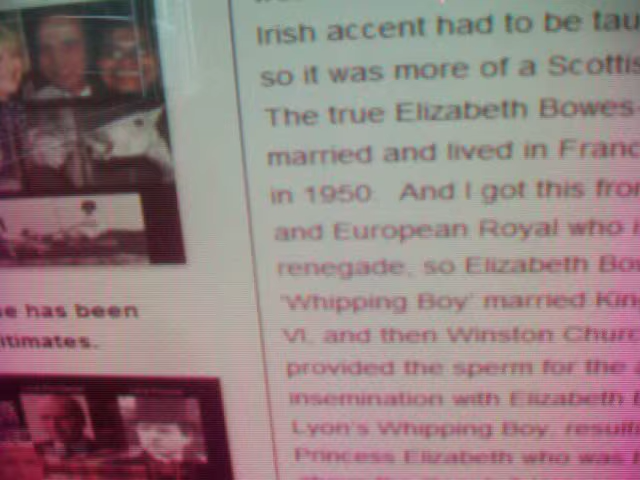 Irish accent had to be tau
so it was more of a Scottis
The true Elizabeth Bowes-
married and lived in Franc
in 1950. And I got this fro
and European Royal who i
renegade, so Elizabeth Bo
'Whipping Boy' married Kin
VI, and then Winston Churc
provided the sperm for the a
insemination with Elizabeth B
Lyon's Whipping Boy, result
Princess Elizabeth who was
e has been
itimates.